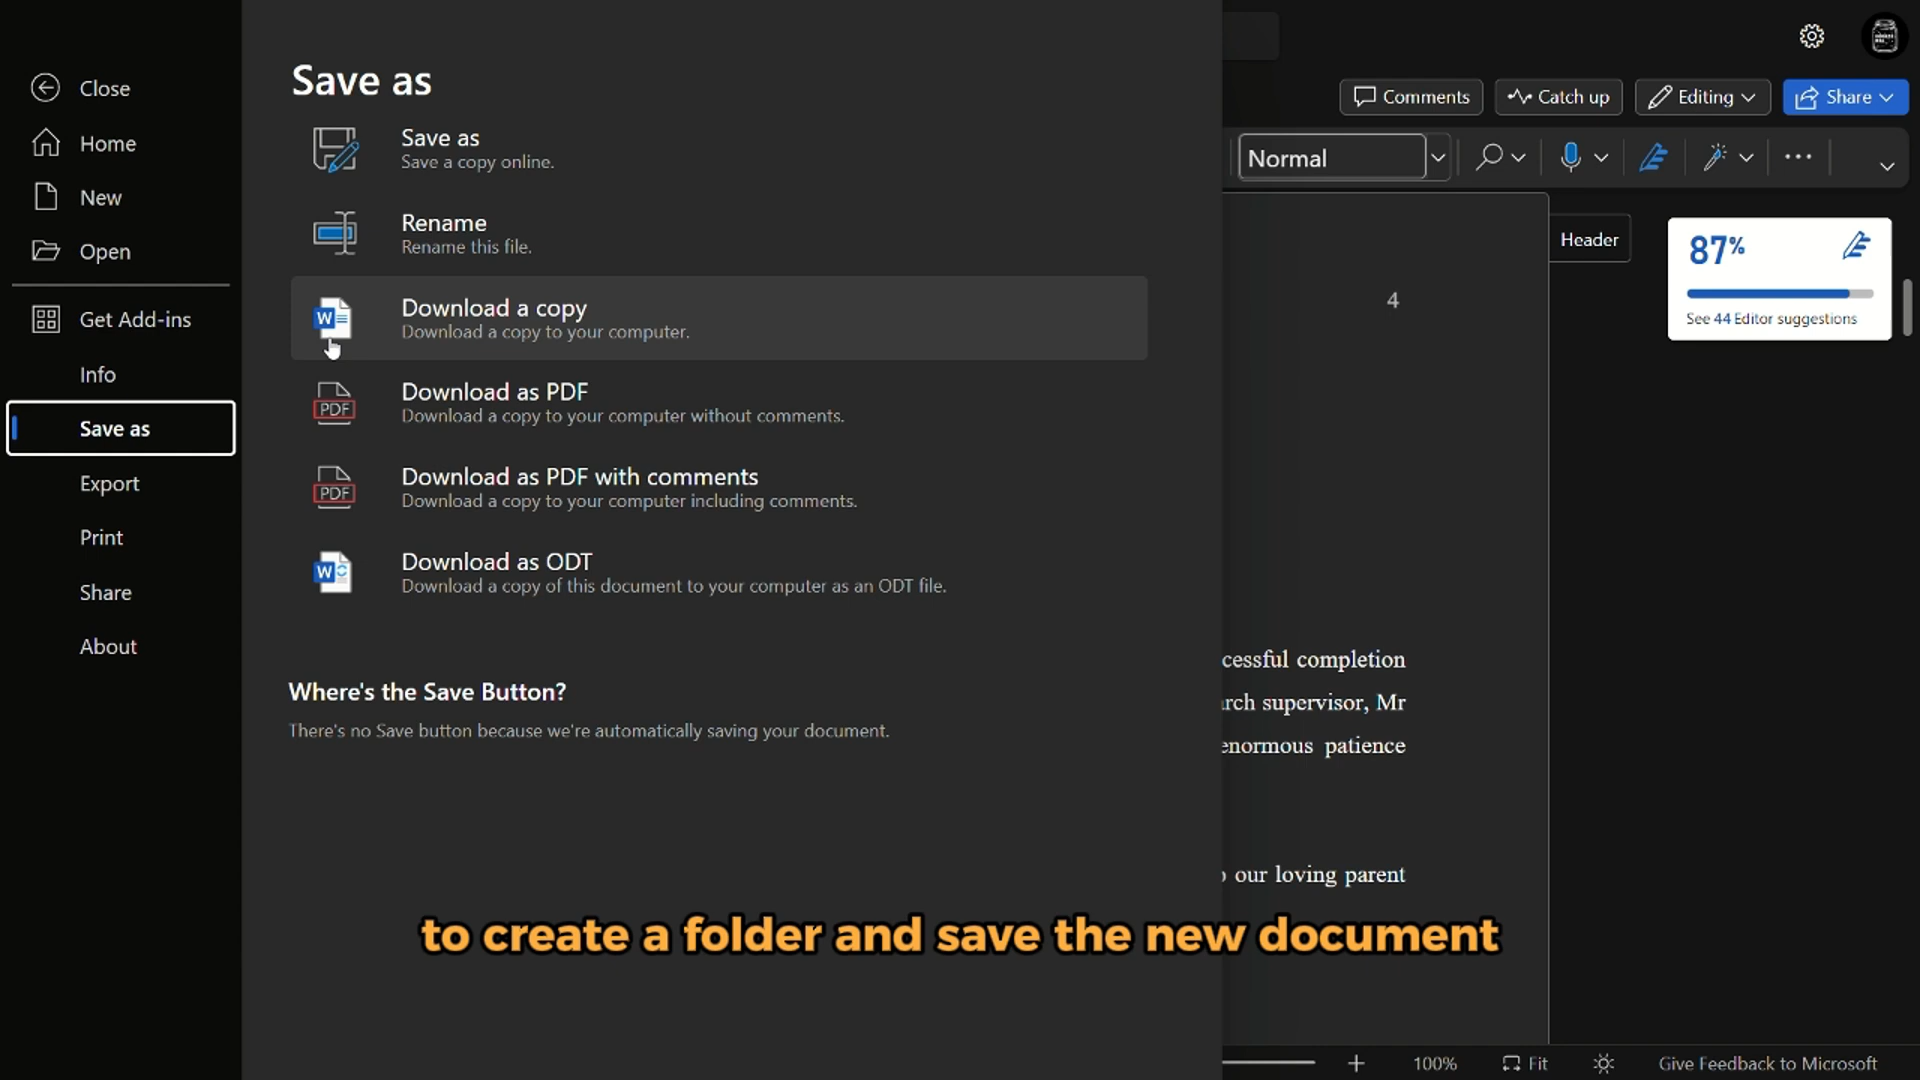 Close
Home
New
Open
Get Add-ins
Info
Save as
Export
Print
Share
About
Save as
Save as
Save a copy online.
Rename
Rename this file.
W
Download a copy
Download a copy to your computer.
PDF
Download as PDF
Download a copy to your computer without comments.
PDF
Download as PDF with comments
Download a copy to your computer including comments.
W
Download as ODT
Download a copy of this document to your computer as an ODT file.
Where's the Save Button?
There's no Save button because we're automatically saving your document.
Comments
Catch up
Editing
Share
Normal
Header
4
87%
See 44 Editor suggestions
cessful completion
rch supervisor, Mr
enormous patience
our loving parent
to create a folder and save the new document
100%
Fit
Give Feedback to Microsoft